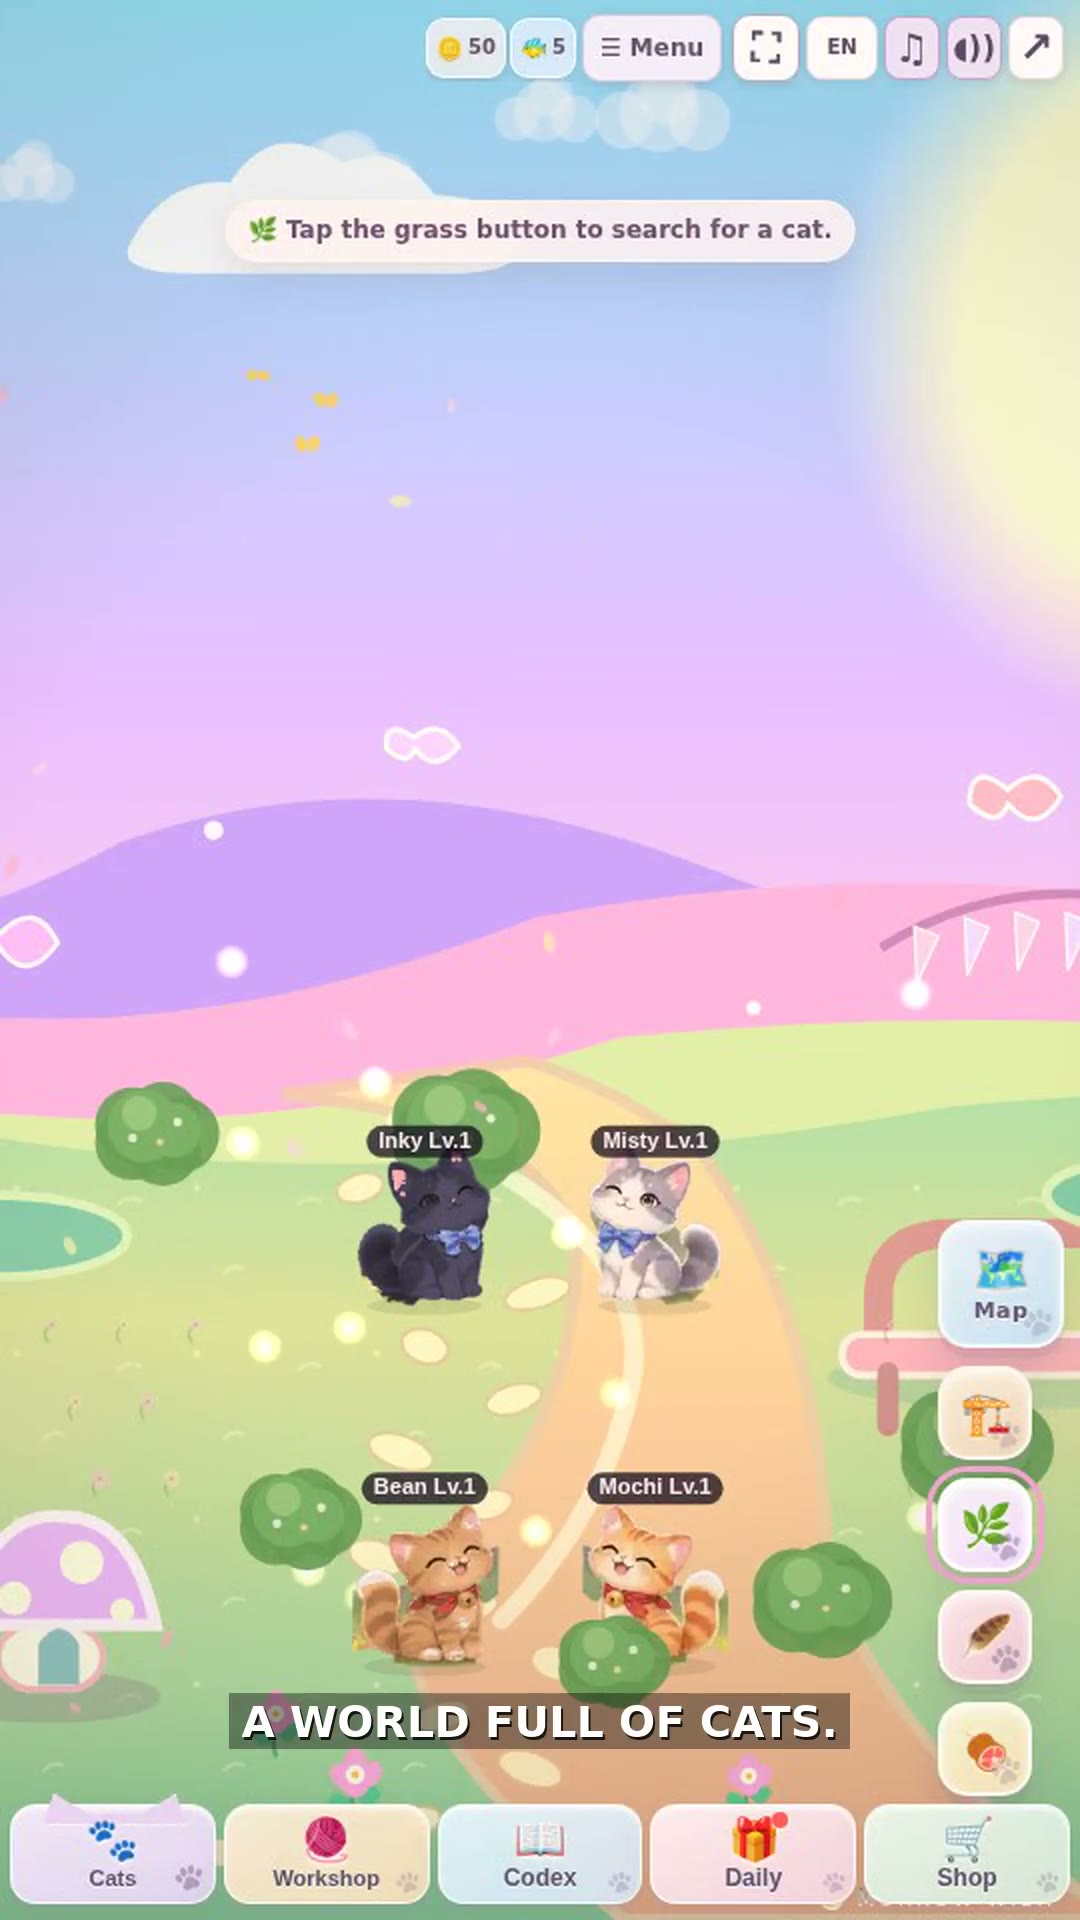 50
5
☰ Menu
EN
Tap the grass button to search for a cat.
Inky Lv.1
Misty Lv.1
Map
Bean Lv.1
Mochi Lv.1
A WORLD FULL OF CATS.
Cats
Workshop
Codex
Daily
Shop